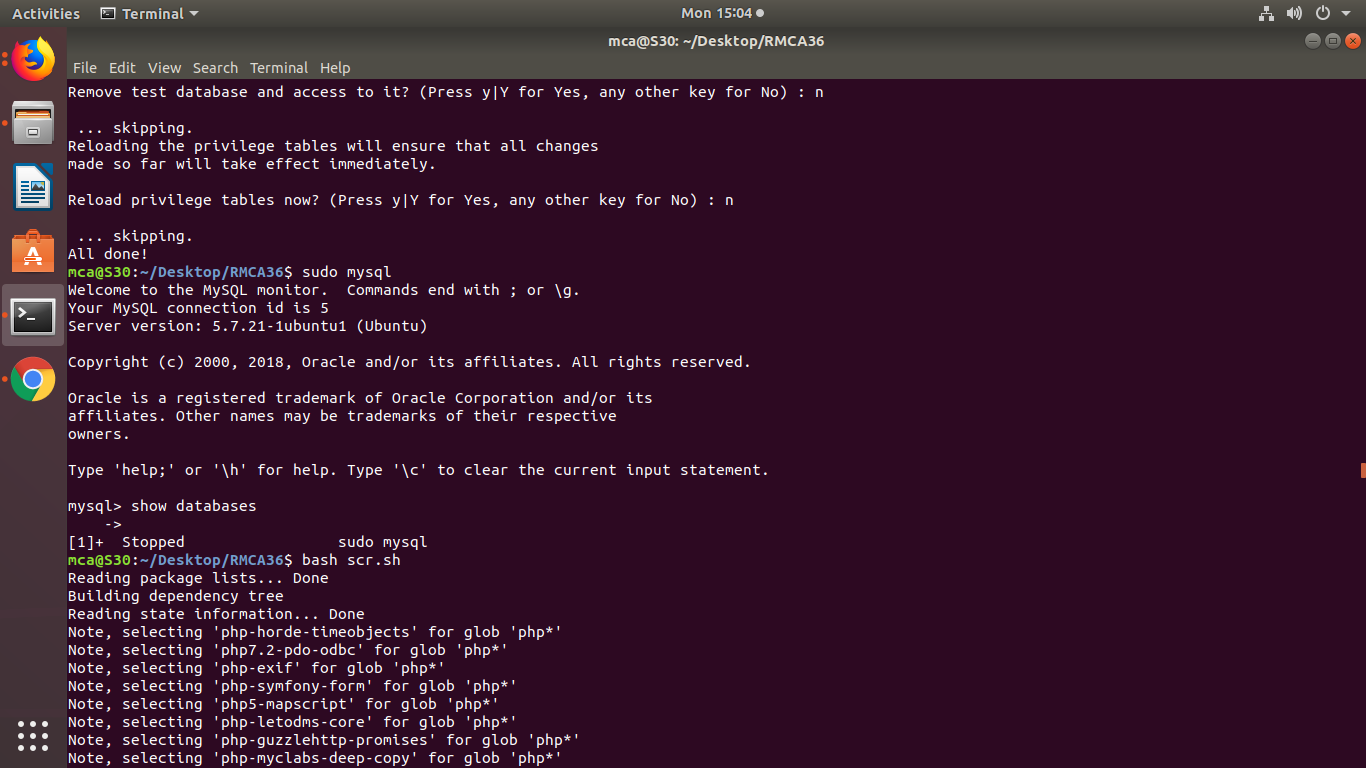 Activities Terminal Mon 15:04
mca@S30: ~/Desktop/RMCA36
File Edit View Search Terminal Help
Remove test database and access to it? (Press y|Y for Yes, any other key for No) : n
... skipping.
Reloading the privilege tables will ensure that all changes
made so far will take effect immediately.
Reload privilege tables now? (Press y|Y for Yes, any other key for No) : n
... skipping.
All done!
mca@S30:~/Desktop/RMCA36$ sudo mysql
Welcome to the MySQL monitor.  Commands end with ; or \g.
Your MySQL connection id is 5
Server version: 5.7.21-1ubuntu1 (Ubuntu)
Copyright (c) 2000, 2018, Oracle and/or its affiliates. All rights reserved.
Oracle is a registered trademark of Oracle Corporation and/or its
affiliates. Other names may be trademarks of their respective
owners.
Type 'help;' or '\h' for help. Type '\c' to clear the current input statement.
mysql> show databases
->
[1]+  Stopped                 sudo mysql
mca@S30:~/Desktop/RMCA36$ bash scr.sh
Reading package lists... Done
Building dependency tree
Reading state information... Done
Note, selecting 'php-horde-timeobjects' for glob 'php*'
Note, selecting 'php7.2-pdo-odbc' for glob 'php*'
Note, selecting 'php-exif' for glob 'php*'
Note, selecting 'php-symfony-form' for glob 'php*'
Note, selecting 'php5-mapscript' for glob 'php*'
Note, selecting 'php-letodms-core' for glob 'php*'
Note, selecting 'php-guzzlehttp-promises' for glob 'php*'
Note, selecting 'php-myclabs-deep-copy' for glob 'php*'